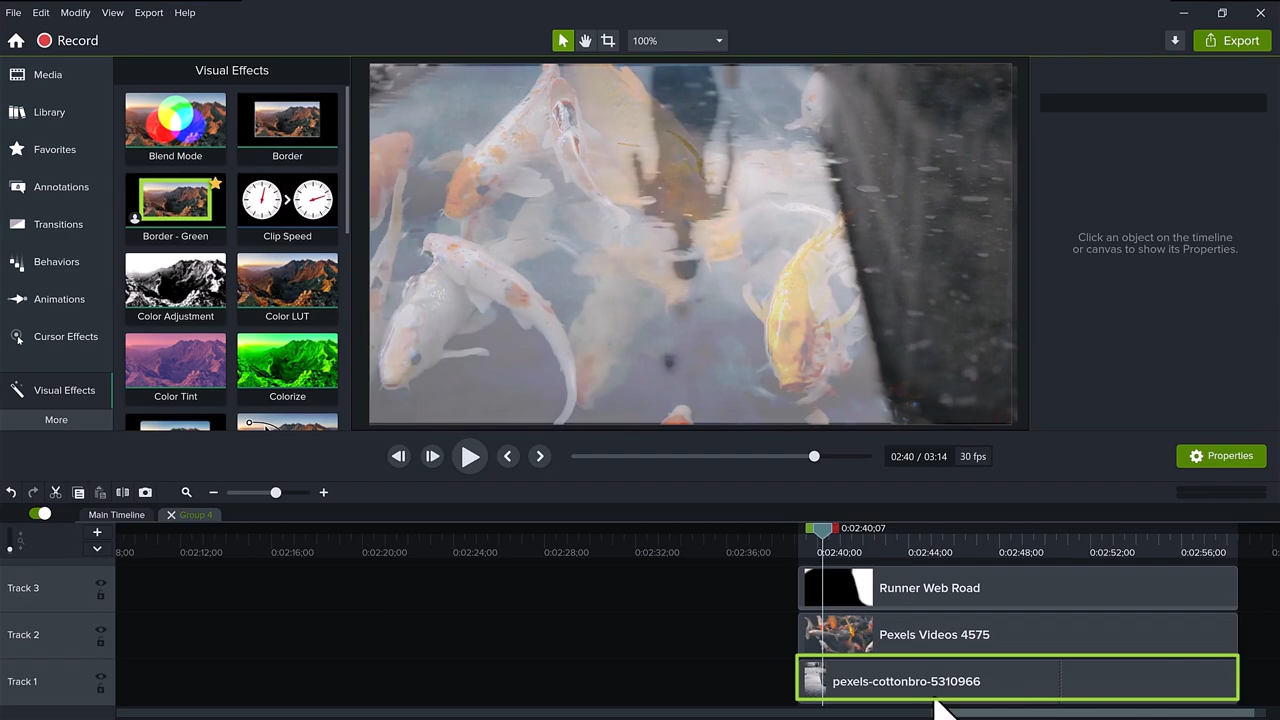 File Edit Modify View Export Help
Record
100%
Export
Media
Library
Favorites
Annotations
Transitions
Behaviors
Animations
Cursor Effects
Visual Effects
More
Visual Effects
Blend Mode
Border
Border - Green
Clip Speed
Color Adjustment
Color LUT
Color Tint
Colorize
Click an object on the timeline
or canvas to show its Properties.
02:40 / 03:14
30 fps
Properties
Main Timeline
Group 4
0:02:40;07
8;00 0:02:12;00 0:02:16;00 0:02:20;00 0:02:24;00 0:02:28;00 0:02:32;00 0:02:36;00 0:02:40;00 0:02:44;00 0:02:48;00 0:02:52;00 0:02:56;00
Track 3
Runner Web Road
Track 2
Pexels Videos 4575
Track 1
pexels-cottonbro-5310966